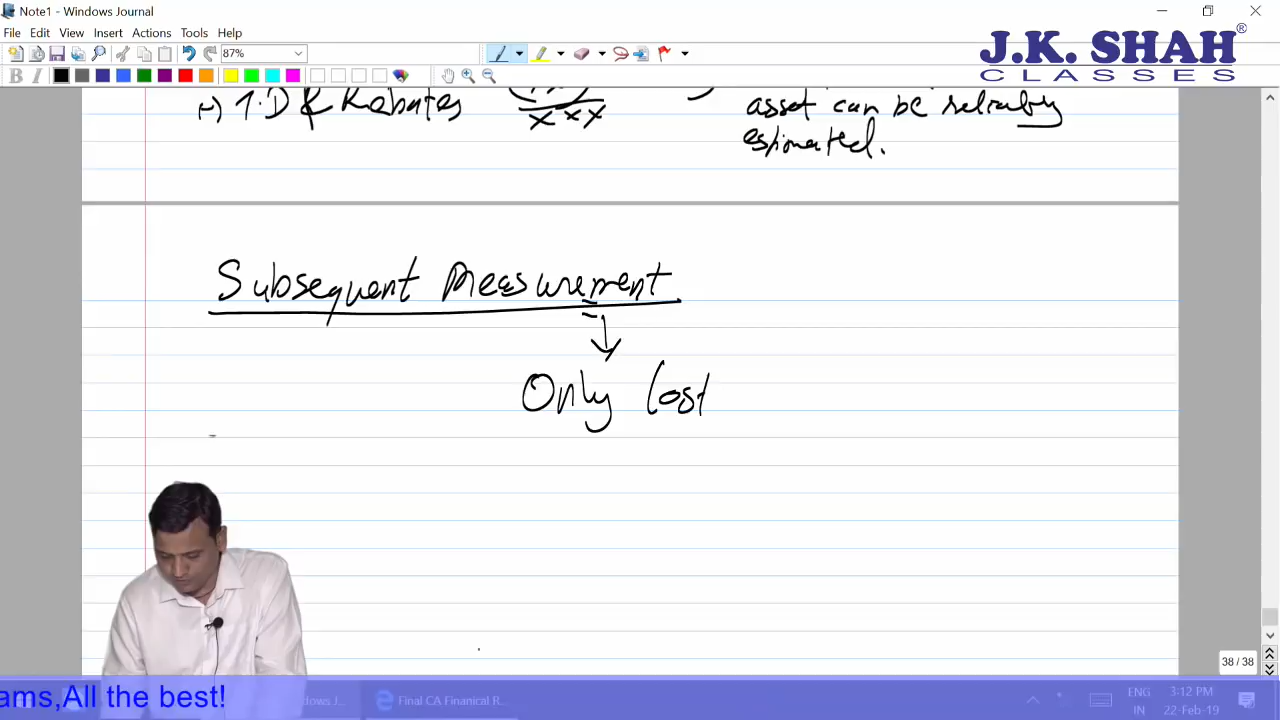 Note1 - Windows Journal
File Edit View Insert Actions Tools Help
87%
J.K. SHAH®
CLASSES
(-) T.D & Rebates
xxx
asset can be reliably
estimated.
Subsequent Measurement
Only Cost
38 / 38
ams,All the best!
ndows J...
Final CA Finanical R...
ENG
IN
3:12 PM
22-Feb-19